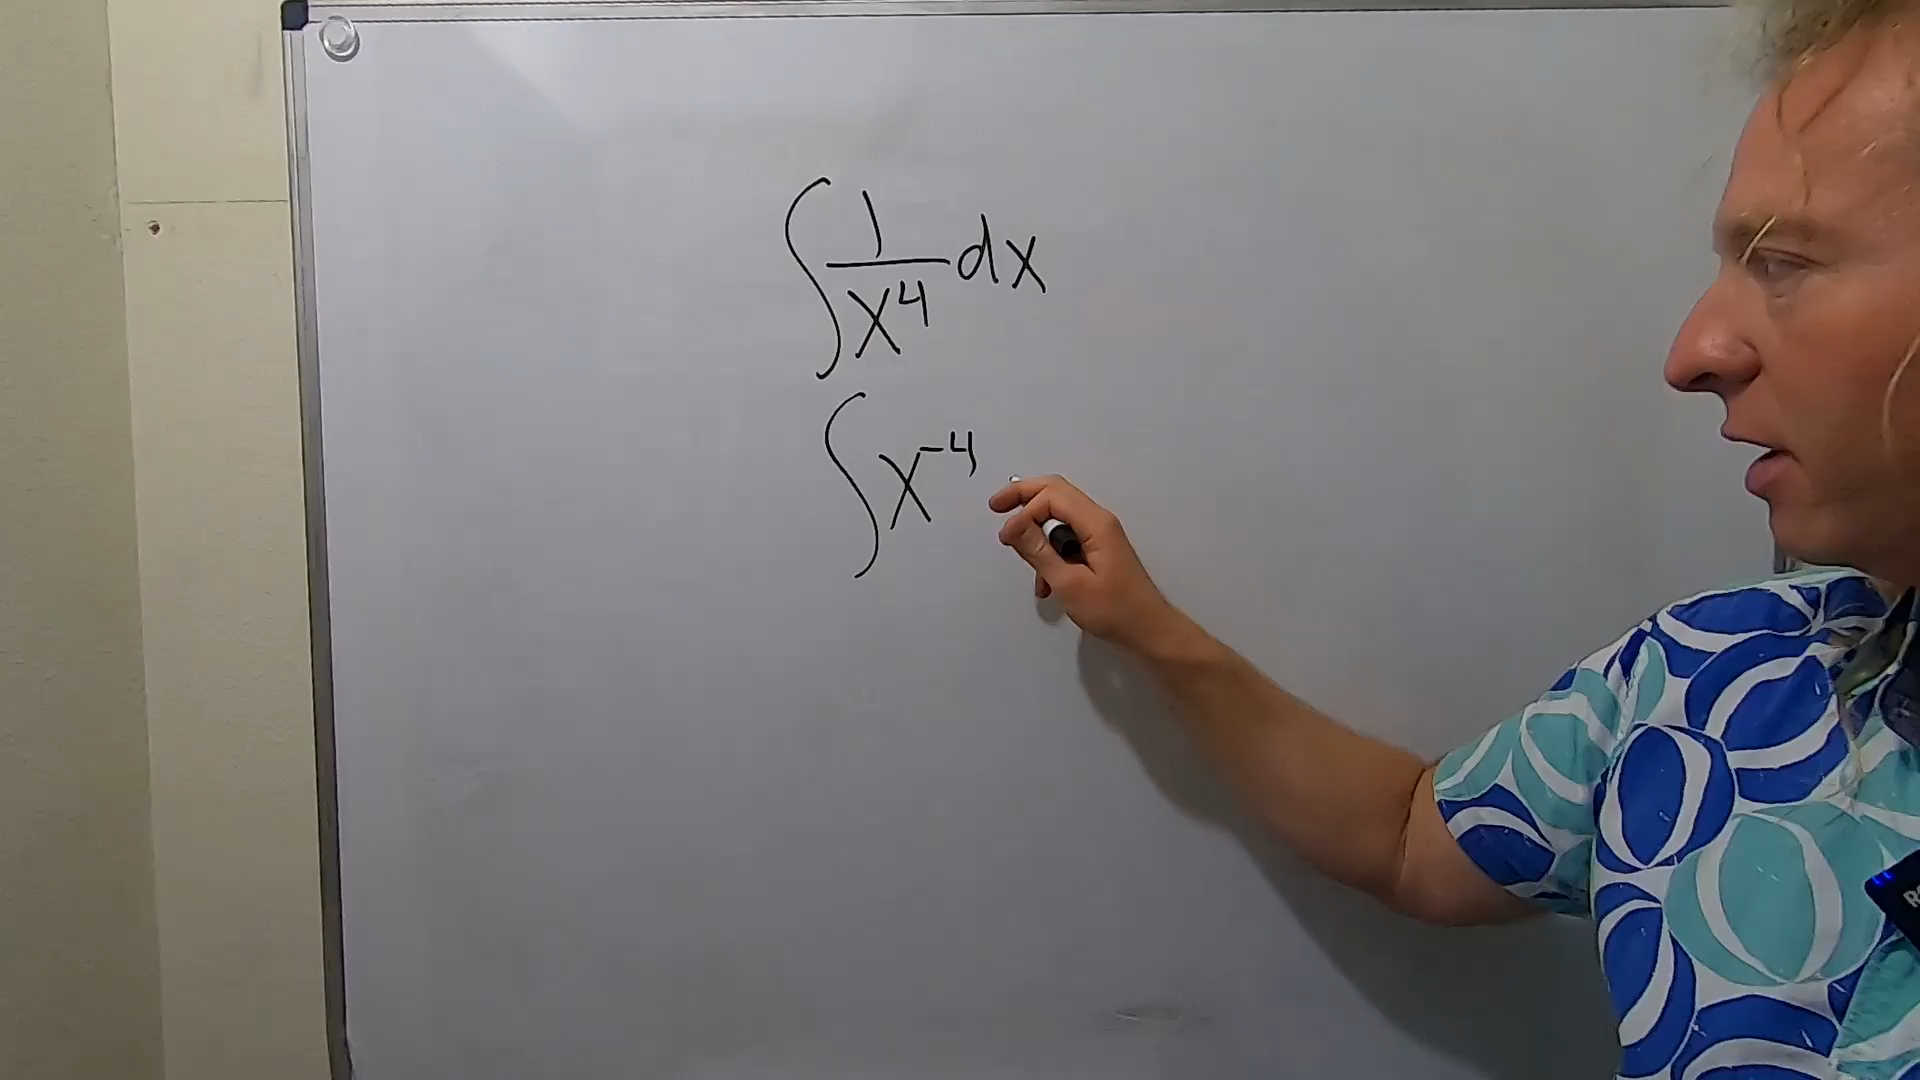 ∫ 1/x⁴ dx
∫ x⁻⁴